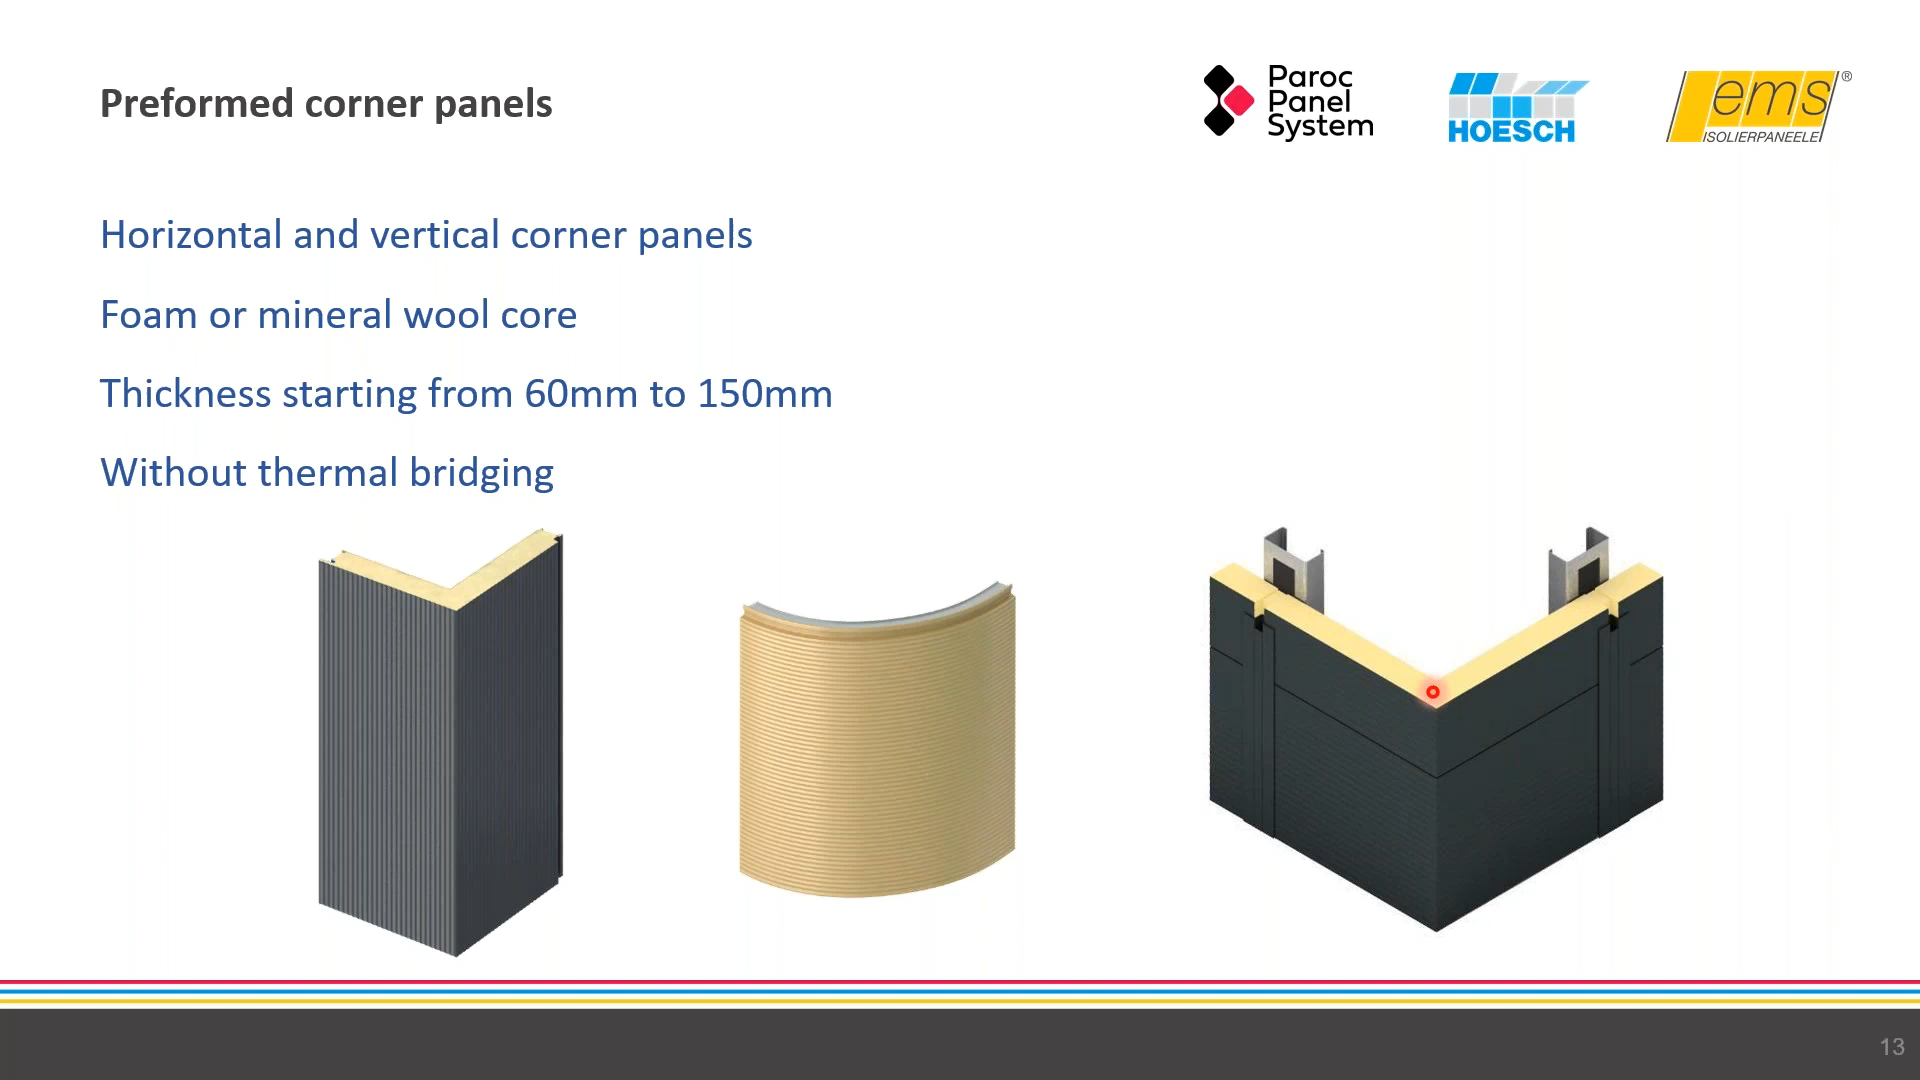 Preformed corner panels
Paroc
Panel
System
HOESCH
ems®
ISOLIERPANEELE
Horizontal and vertical corner panels
Foam or mineral wool core
Thickness starting from 60mm to 150mm
Without thermal bridging
13